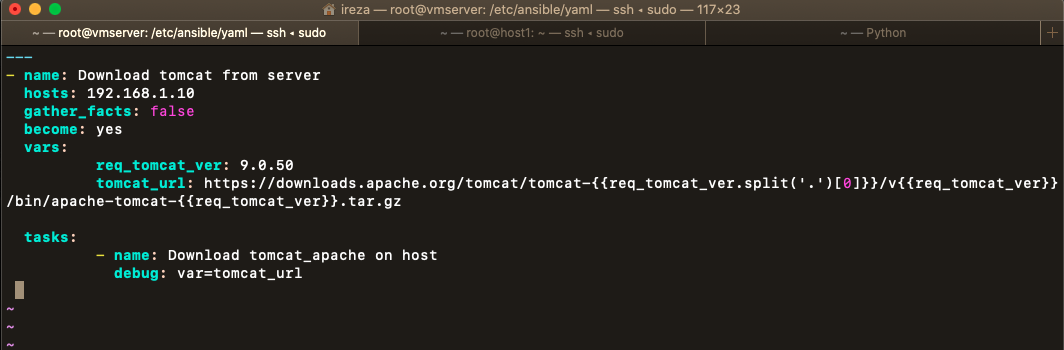 ireza — root@vmserver: /etc/ansible/yaml — ssh ◂ sudo — 117×23
~ — root@vmserver: /etc/ansible/yaml — ssh ◂ sudo
~ — root@host1: ~ — ssh ◂ sudo
~ — Python
+
---
- name: Download tomcat from server
  hosts: 192.168.1.10
  gather_facts: false
  become: yes
  vars:
          req_tomcat_ver: 9.0.50
          tomcat_url: https://downloads.apache.org/tomcat/tomcat-{{req_tomcat_ver.split('.')[0]}}/v{{req_tomcat_ver}}
/bin/apache-tomcat-{{req_tomcat_ver}}.tar.gz

  tasks:
          - name: Download tomcat_apache on host
            debug: var=tomcat_url
~
~
~